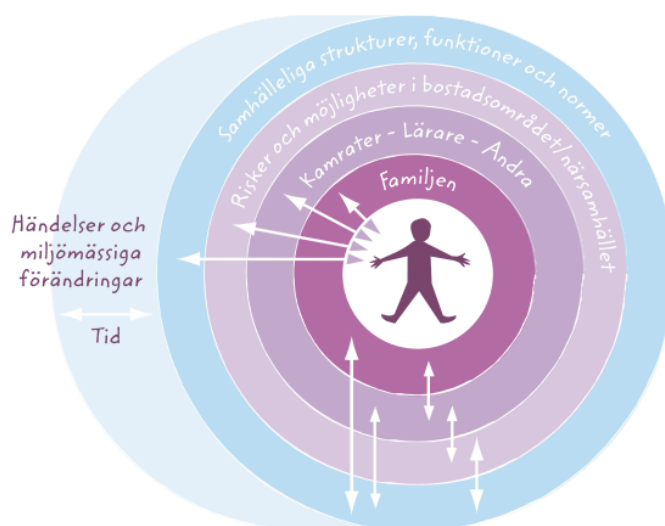 Samhälleliga strukturer, funktioner och normer
Risker och möjligheter i bostadsområdet/närsamhället
Kamrater - Lärare - Andra
Familjen
Händelser och
miljömässiga
förändringar
Tid